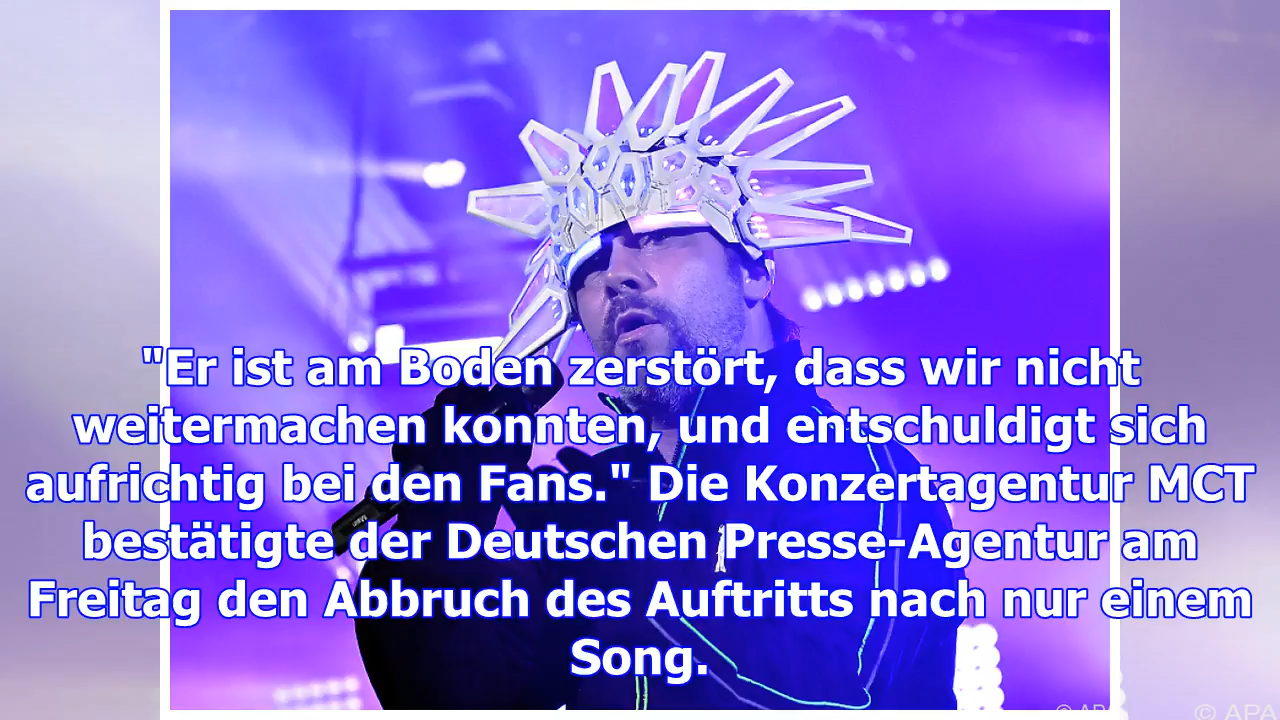 "Er ist am Boden zerstört, dass wir nicht
weitermachen konnten, und entschuldigt sich
aufrichtig bei den Fans." Die Konzertagentur MCT
bestätigte der Deutschen Presse-Agentur am
Freitag den Abbruch des Auftritts nach nur einem
Song.
© AP
© APA